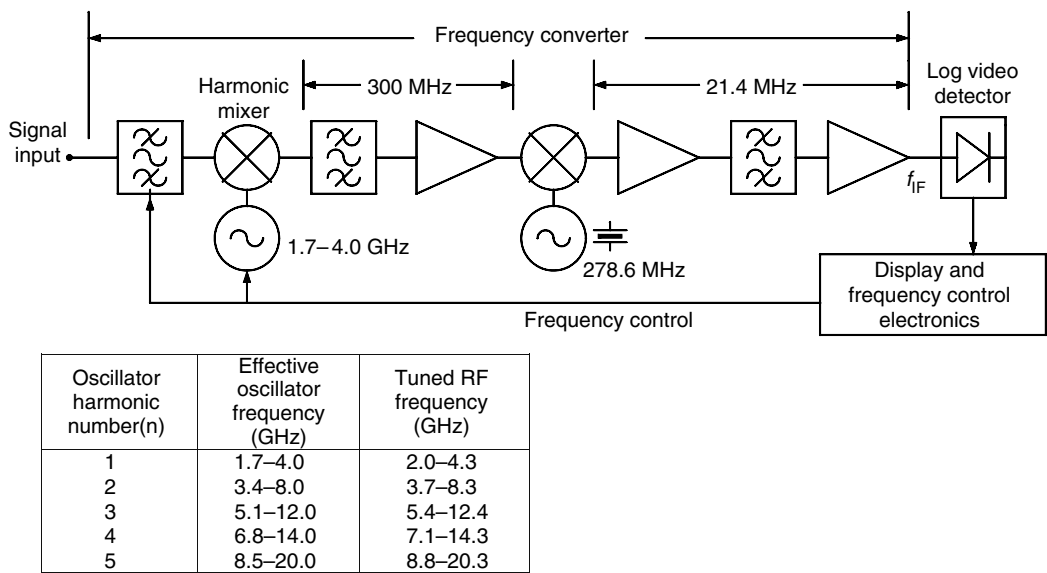 Frequency converter
Harmonic
mixer
300 MHz
21.4 MHz
Log video
detector
Signal
input
f_IF
1.7–4.0 GHz
278.6 MHz
Display and
frequency control
electronics
Frequency control
Oscillator
harmonic
number(n)
Effective
oscillator
frequency
(GHz)
Tuned RF
frequency
(GHz)
1 1.7–4.0 2.0–4.3
2 3.4–8.0 3.7–8.3
3 5.1–12.0 5.4–12.4
4 6.8–14.0 7.1–14.3
5 8.5–20.0 8.8–20.3